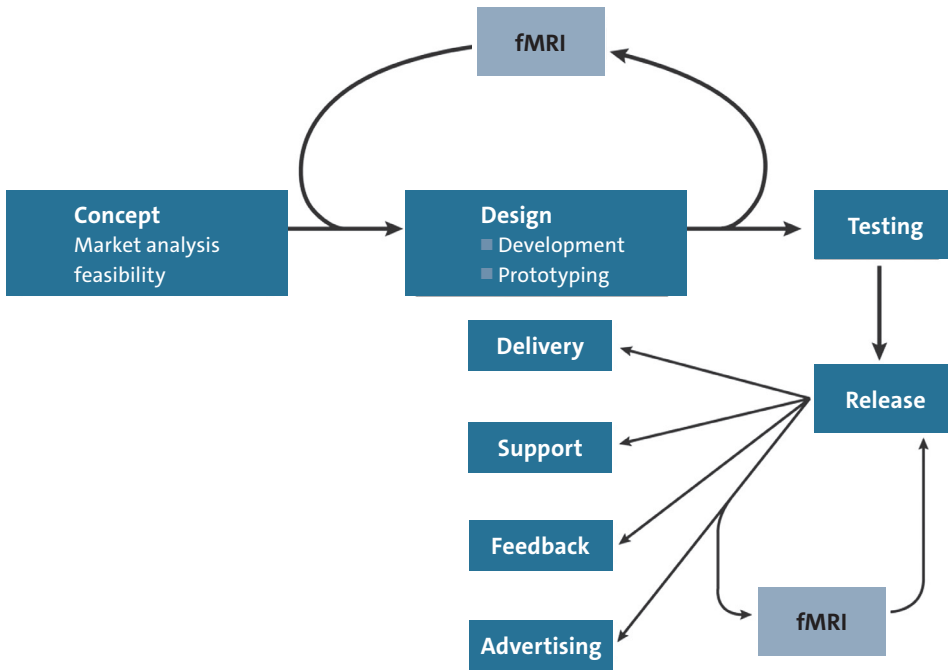 fMRI
Concept
Market analysis
feasibility
Design
Development
Prototyping
Testing
Delivery
Release
Support
Feedback
fMRI
Advertising